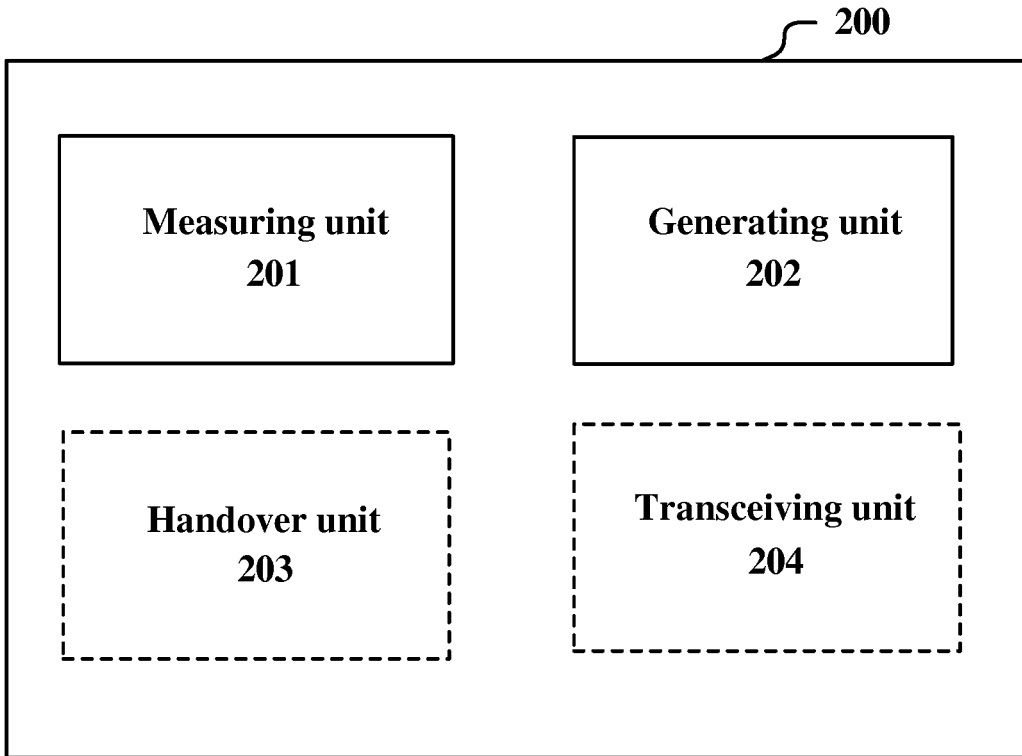 200
Measuring unit
201
Generating unit
202
Handover unit
203
Transceiving unit
204